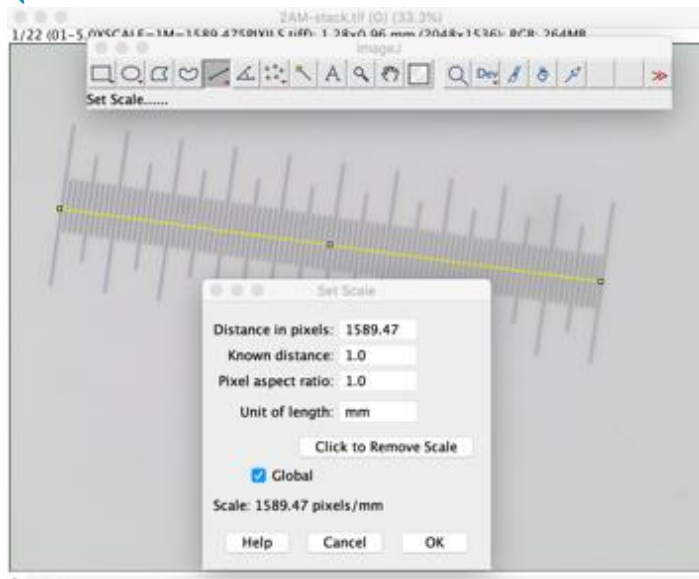 2AM-stack.tif (G) (33.3%)
1/22 (01-5.0XSCALE-1M-1589.475PIXILS.tiff); 1.28x0.96 mm (2048x1536); RGB; 264MB
ImageJ
A Dev
Set Scale......
Set Scale
Distance in pixels: 1589.47
Known distance: 1.0
Pixel aspect ratio: 1.0
Unit of length: mm
Click to Remove Scale
Global
Scale: 1589.47 pixels/mm
Help Cancel OK